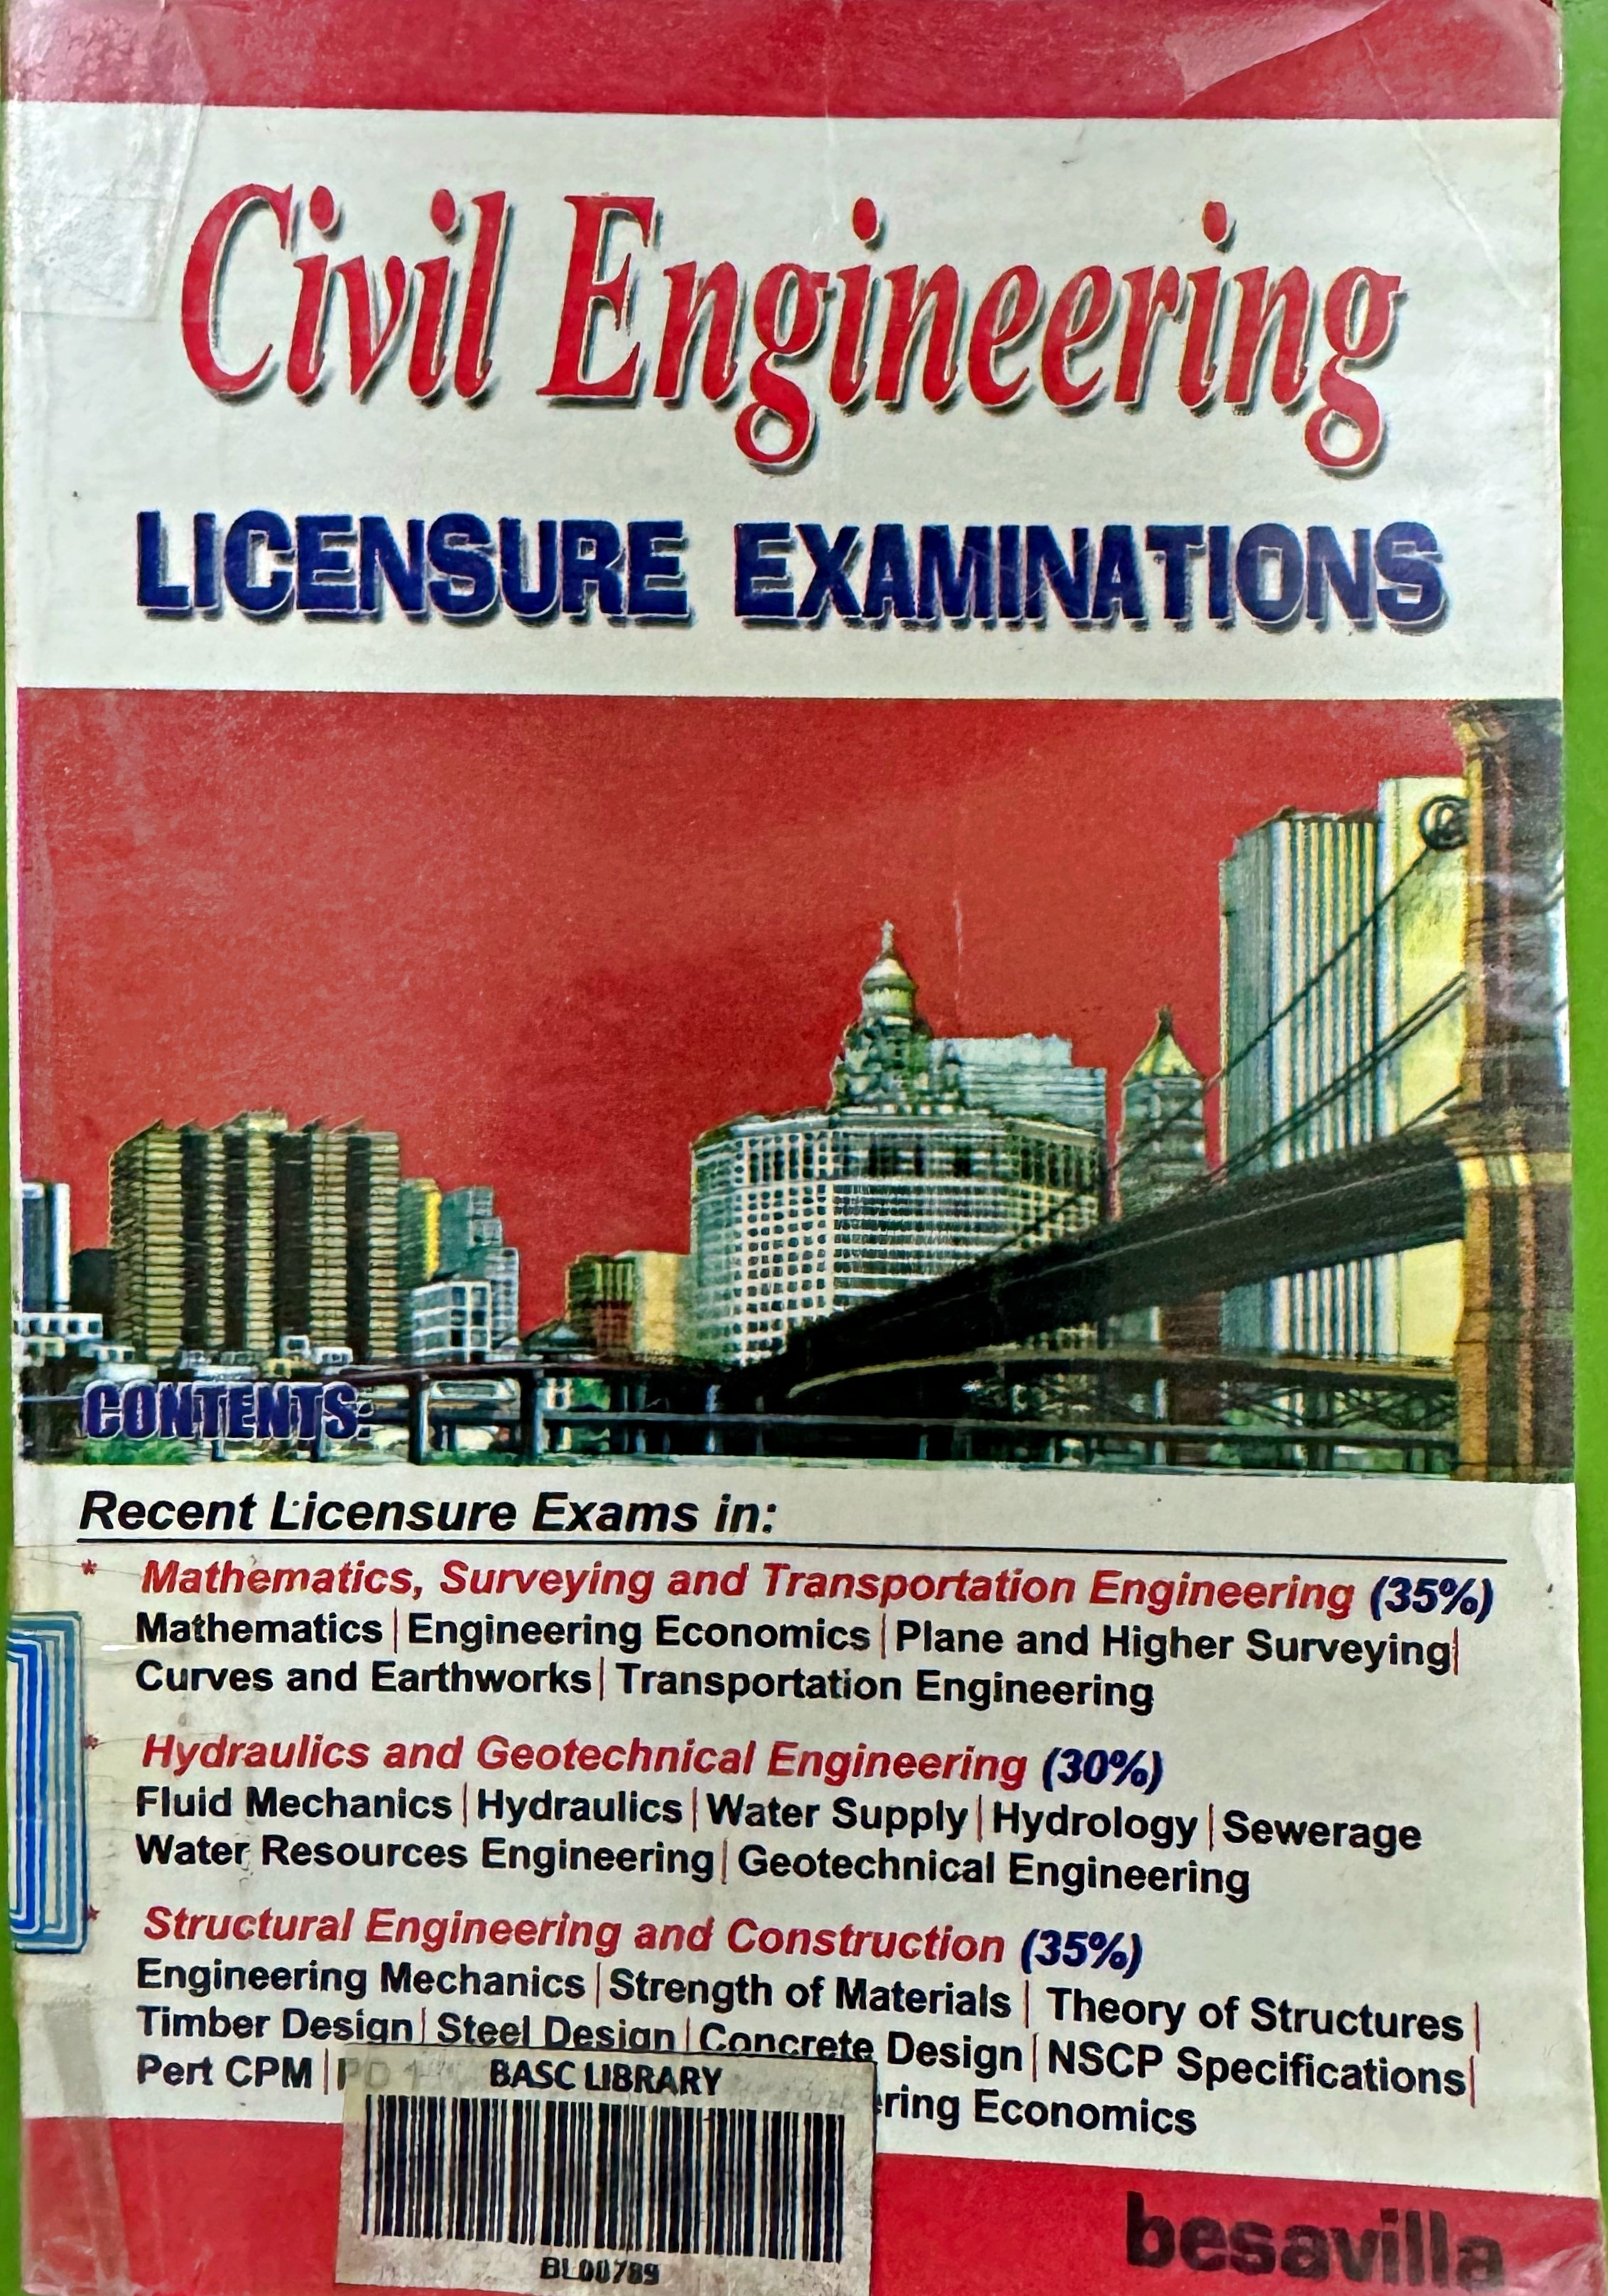 Civil Engineering
LICENSURE EXAMINATIONS
©
CONTENTS:
Recent Licensure Exams in:
* Mathematics, Surveying and Transportation Engineering (35%)
Mathematics | Engineering Economics | Plane and Higher Surveying |
Curves and Earthworks | Transportation Engineering
* Hydraulics and Geotechnical Engineering (30%)
Fluid Mechanics | Hydraulics | Water Supply | Hydrology | Sewerage
Water Resources Engineering | Geotechnical Engineering
* Structural Engineering and Construction (35%)
Engineering Mechanics | Strength of Materials | Theory of Structures |
Timber Design | Steel Design | Concrete Design | NSCP Specifications |
Pert CPM | PD ering Economics
BASC LIBRARY
BL00789
besavilla